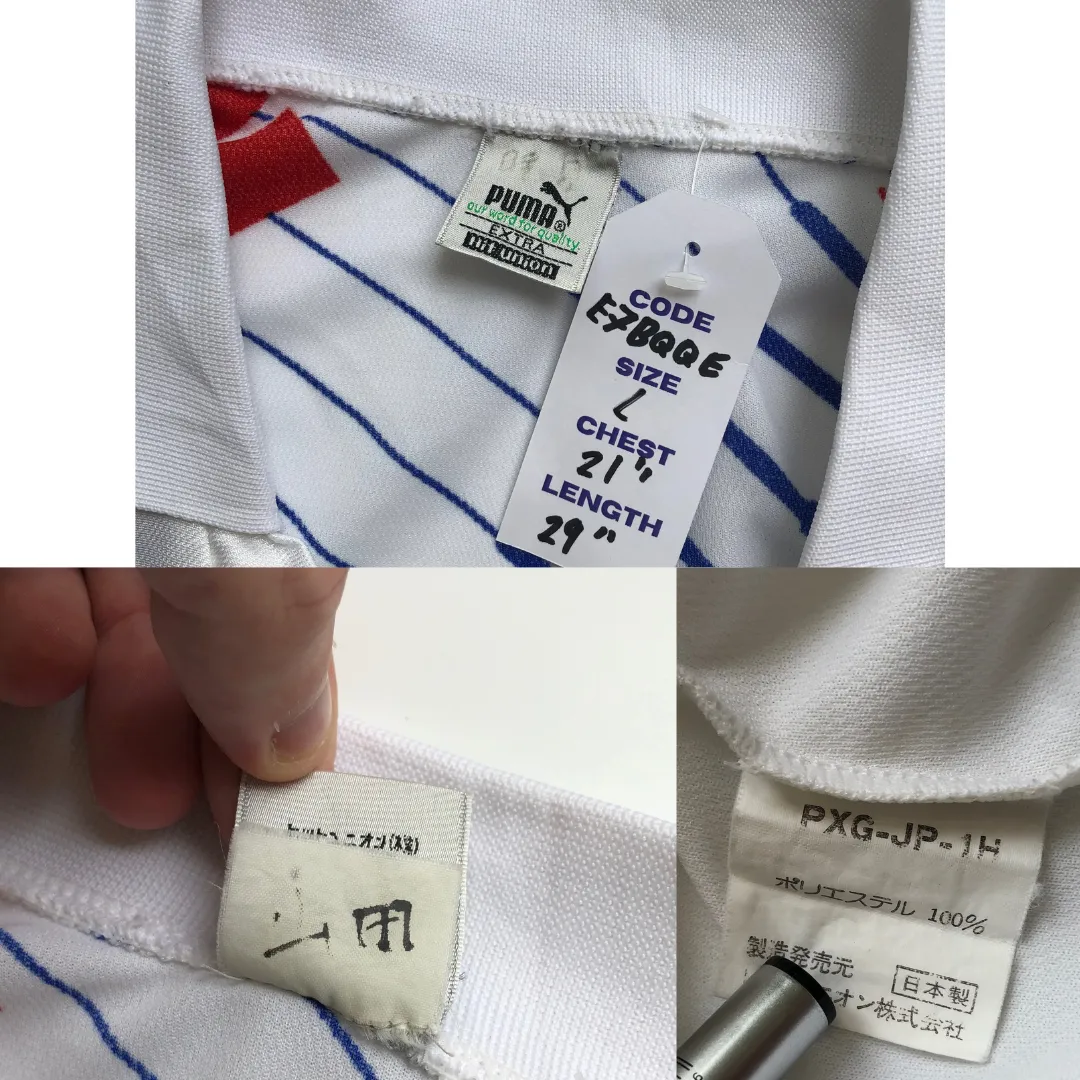 PUMA®
our word for quality.
EXTRA
hit union
CODE
E7BQQE
SIZE
L
CHEST
21"
LENGTH
29"
ヒットユニオン(株)
PXG-JP-1H
ポリエステル 100%
製造発売元
日本製
オン株式会社